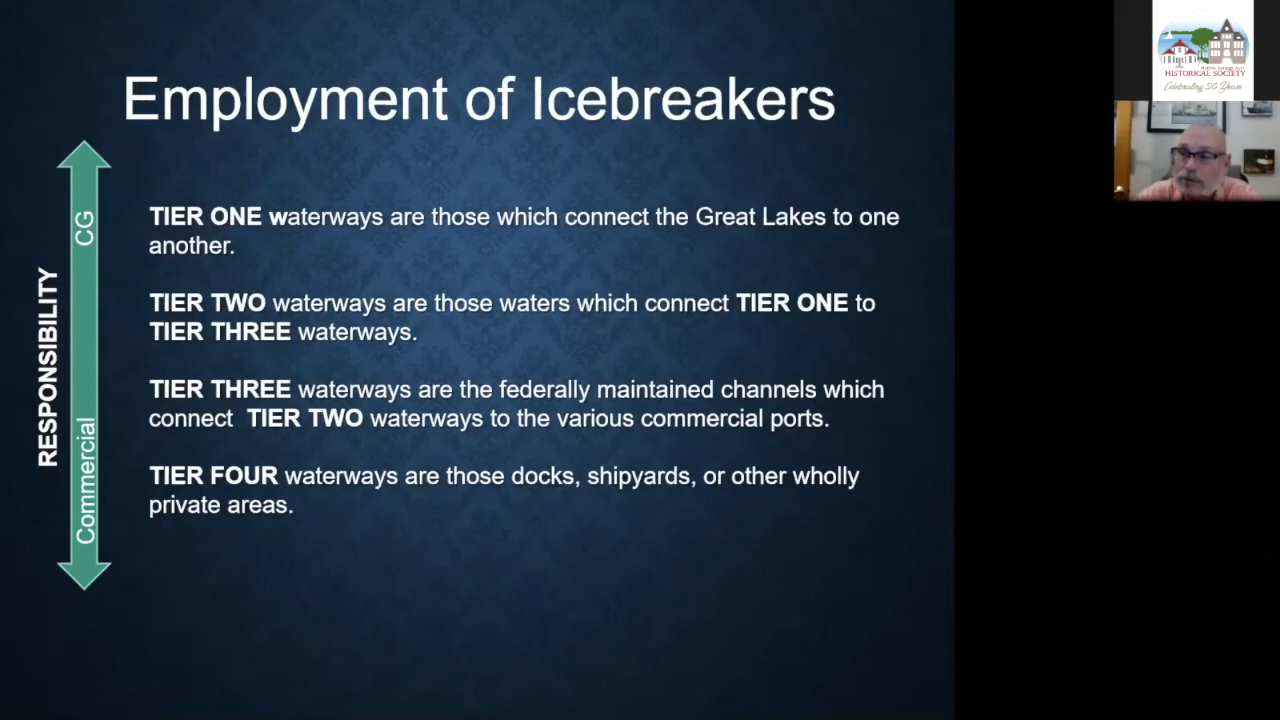 Employment of Icebreakers
RESPONSIBILITY
CG
Commercial
TIER ONE waterways are those which connect the Great Lakes to one
another.
TIER TWO waterways are those waters which connect TIER ONE to
TIER THREE waterways.
TIER THREE waterways are the federally maintained channels which
connect TIER TWO waterways to the various commercial ports.
TIER FOUR waterways are those docks, shipyards, or other wholly
private areas.
HISTORICAL SOCIETY
Celebrating 50 Years